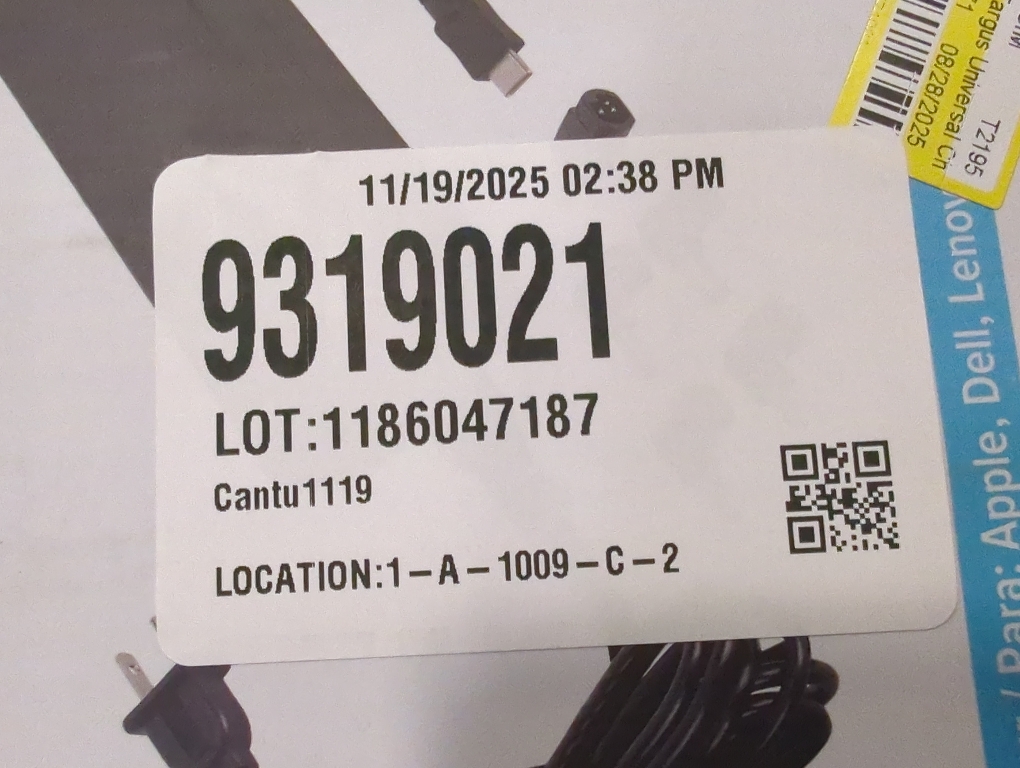 11/19/2025 02:38 PM
9319021
LOT:1186047187
Cantu1119
LOCATION:1-A-1009-C-2
T2195
Universal
08/28/2025
Para: Apple, Dell,